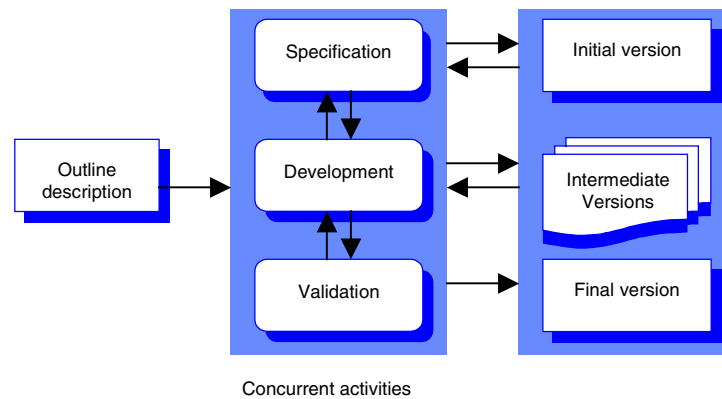 Specification
Initial version
Outline
description
Development
Intermediate
Versions
Validation
Final version
Concurrent activities